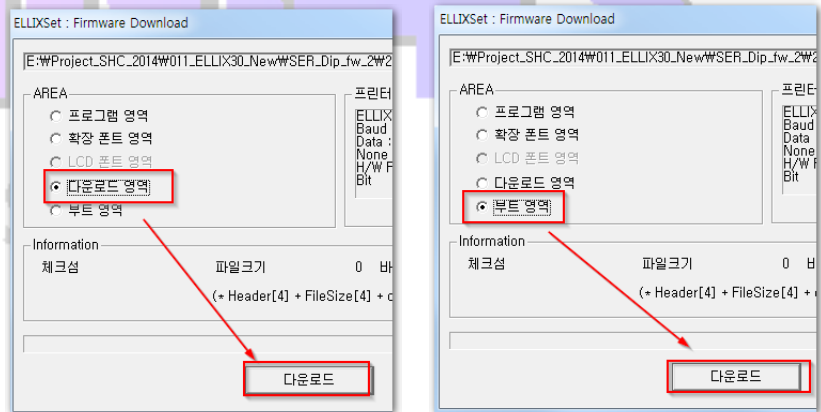 ELLIXSet : Firmware Download
E:₩Project_SHC_2014₩011_ELLIX30_New₩SER_Dip_fw_2₩2
AREA
프로그램 영역
확장 폰트 영역
LCD 폰트 영역
다운로드 영역
부트 영역
프린터
ELLIX
Baud
Data :
None
H/W F
Bit
Information
체크섬 파일크기 0 바
(* Header[4] + FileSize[4] + c
다운로드
ELLIXSet : Firmware Download
E:₩Project_SHC_2014₩011_ELLIX30_New₩SER_Dip_fw_2₩2
AREA
프로그램 영역
확장 폰트 영역
LCD 폰트 영역
다운로드 영역
부트 영역
프린터
ELLIX
Baud
Data :
None
H/W F
Bit
Information
체크섬 파일크기 0 바
(* Header[4] + FileSize[4] +
다운로드